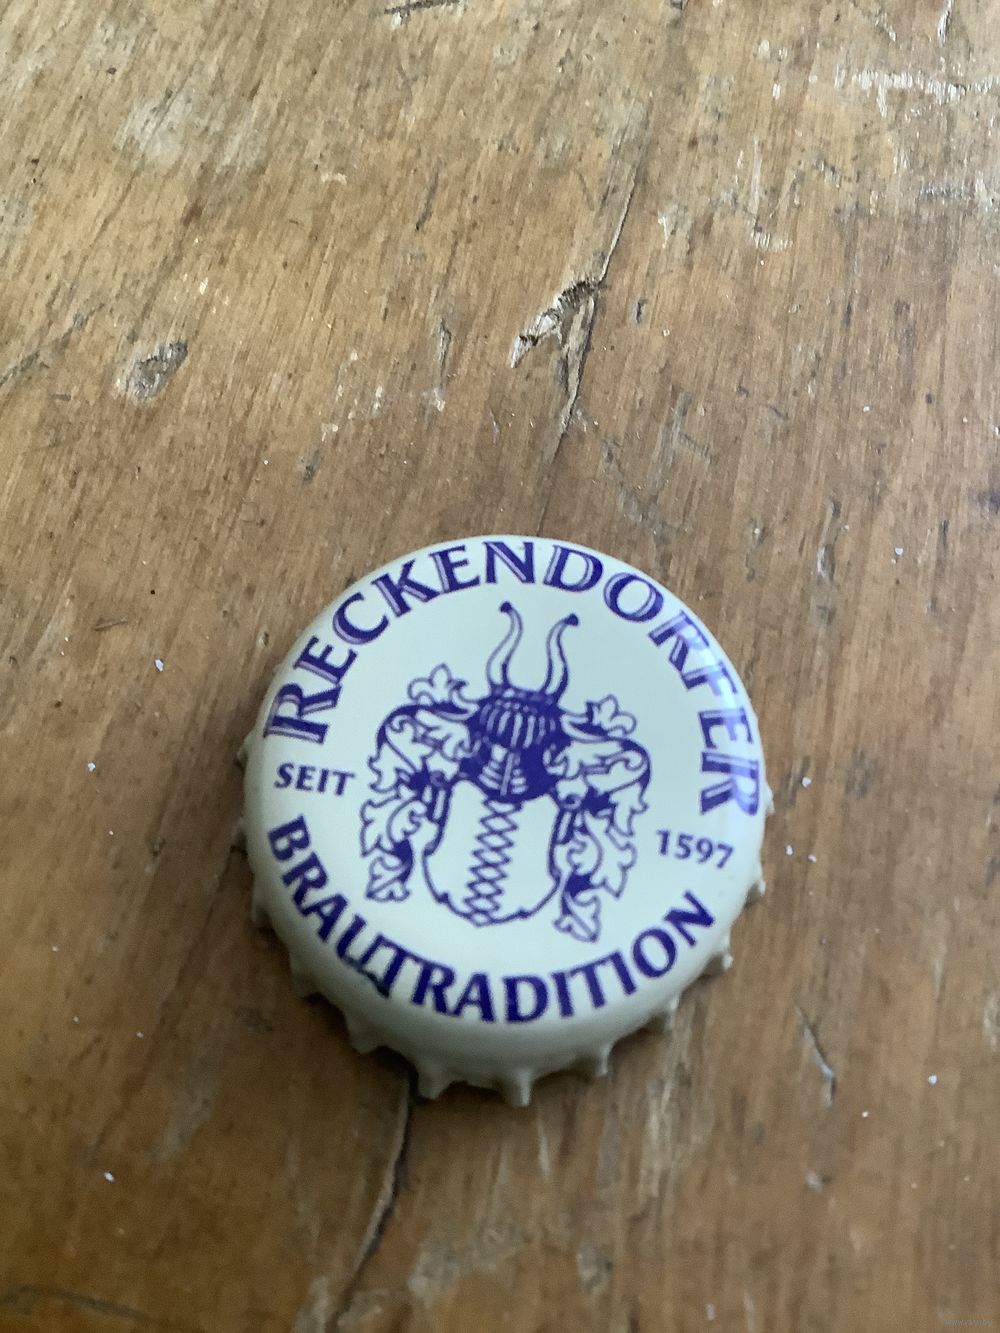 RECKENDORFER
SEIT 1597
BRAUTRADITION